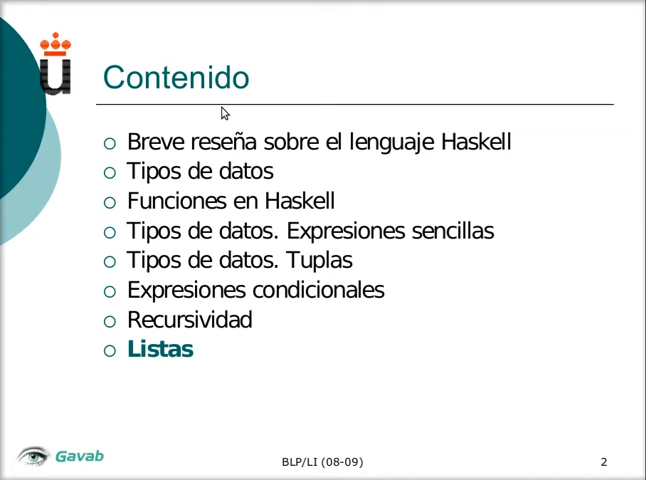 u
Contenido
Breve reseña sobre el lenguaje Haskell
Tipos de datos
Funciones en Haskell
Tipos de datos. Expresiones sencillas
Tipos de datos. Tuplas
Expresiones condicionales
Recursividad
Listas
Gavab
BLP/LI (08-09)
2